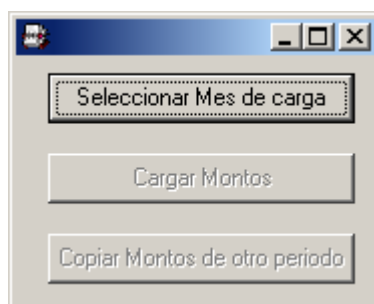 Seleccionar Mes de carga
Cargar Montos
Copiar Montos de otro periodo